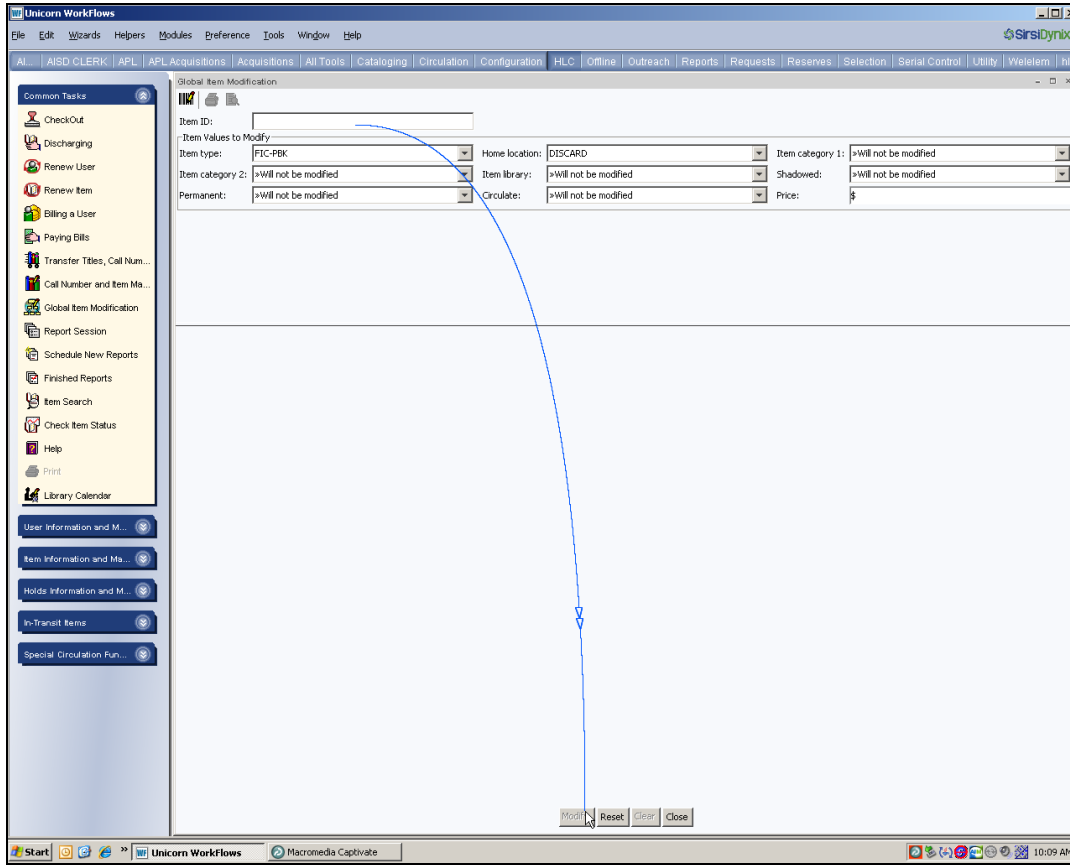 Unicorn WorkFlows
File Edit Wizards Helpers Modules Preference Tools Window Help
SirsiDynix
Al... AISD CLERK APL APL Acquisitions Acquisitions All Tools Cataloging Circulation Configuration HLC Offline Outreach Reports Requests Reserves Selection Serial Control Utility Welelem
Common Tasks
CheckOut
Discharging
Renew User
Renew Item
Billing a User
Paying Bills
Transfer Titles, Call Num...
Call Number and Item Ma...
Global Item Modification
Report Session
Schedule New Reports
Finished Reports
Item Search
Check Item Status
Help
Print
Library Calendar
User Information and M...
Item Information and Ma...
Holds Information and M...
In-Transit Items
Special Circulation Fun...
Global Item Modification
Item ID:
Item Values to Modify
Item type: FIC-PBK Home location: DISCARD Item category 1: »Will not be modified
Item category 2: »Will not be modified Item library: »Will not be modified Shadowed: »Will not be modified
Permanent: »Will not be modified Circulate: »Will not be modified Price: $
Modify Reset Clear Close
Start » Unicorn WorkFlows Macromedia Captivate 10:09 AM